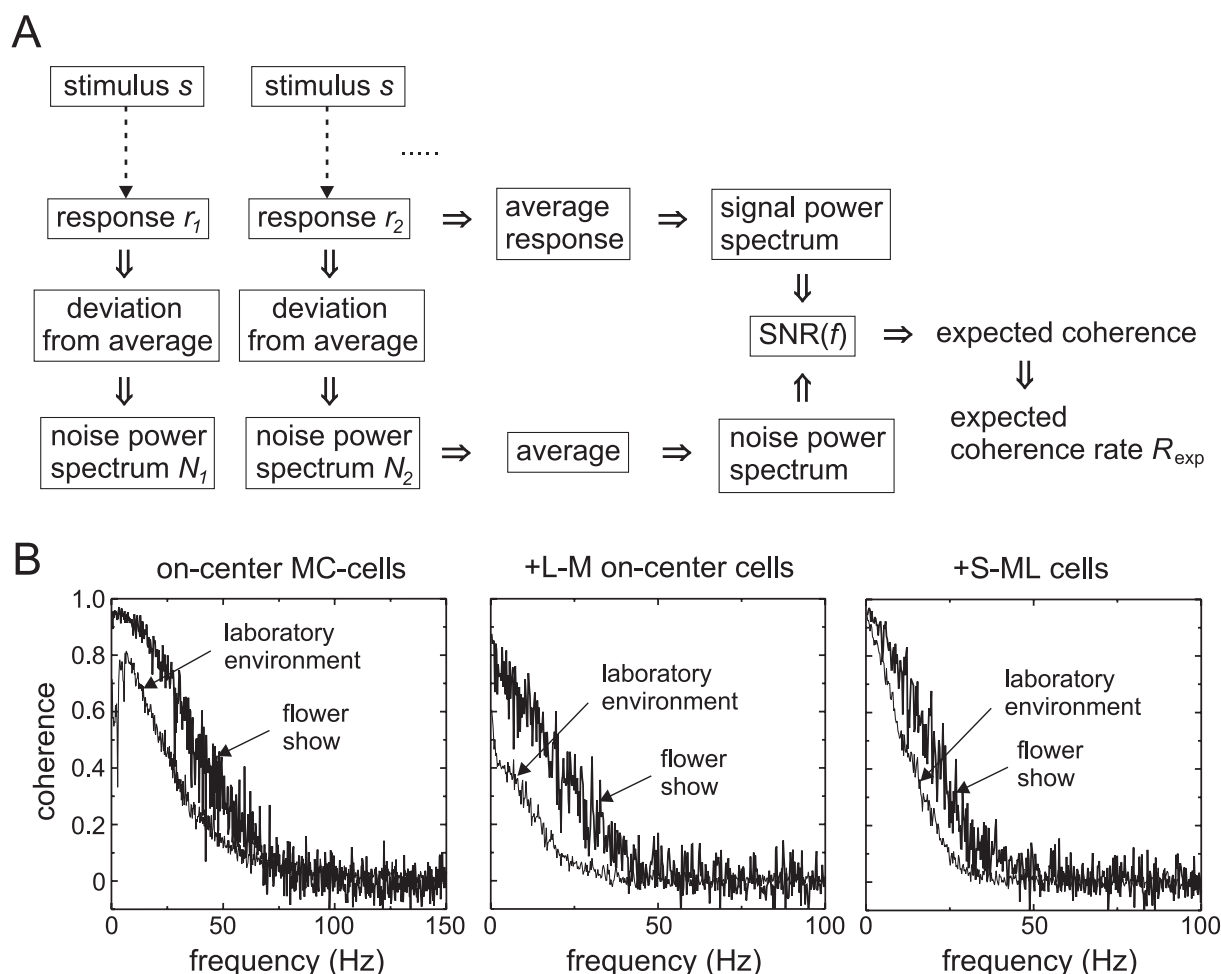 A
stimulus s
stimulus s
.....
response r1
response r2
average
response
signal power
spectrum
deviation
from average
deviation
from average
SNR(f)
expected coherence
expected
coherence rate Rexp
noise power
spectrum N1
noise power
spectrum N2
average
noise power
spectrum
B
on-center MC-cells
+L-M on-center cells
+S-ML cells
coherence
1.0
0.8
0.6
0.4
0.2
0
laboratory
environment
flower
show
0
50
100
150
frequency (Hz)
laboratory
environment
flower
show
0
50
100
frequency (Hz)
laboratory
environment
flower
show
0
50
100
frequency (Hz)